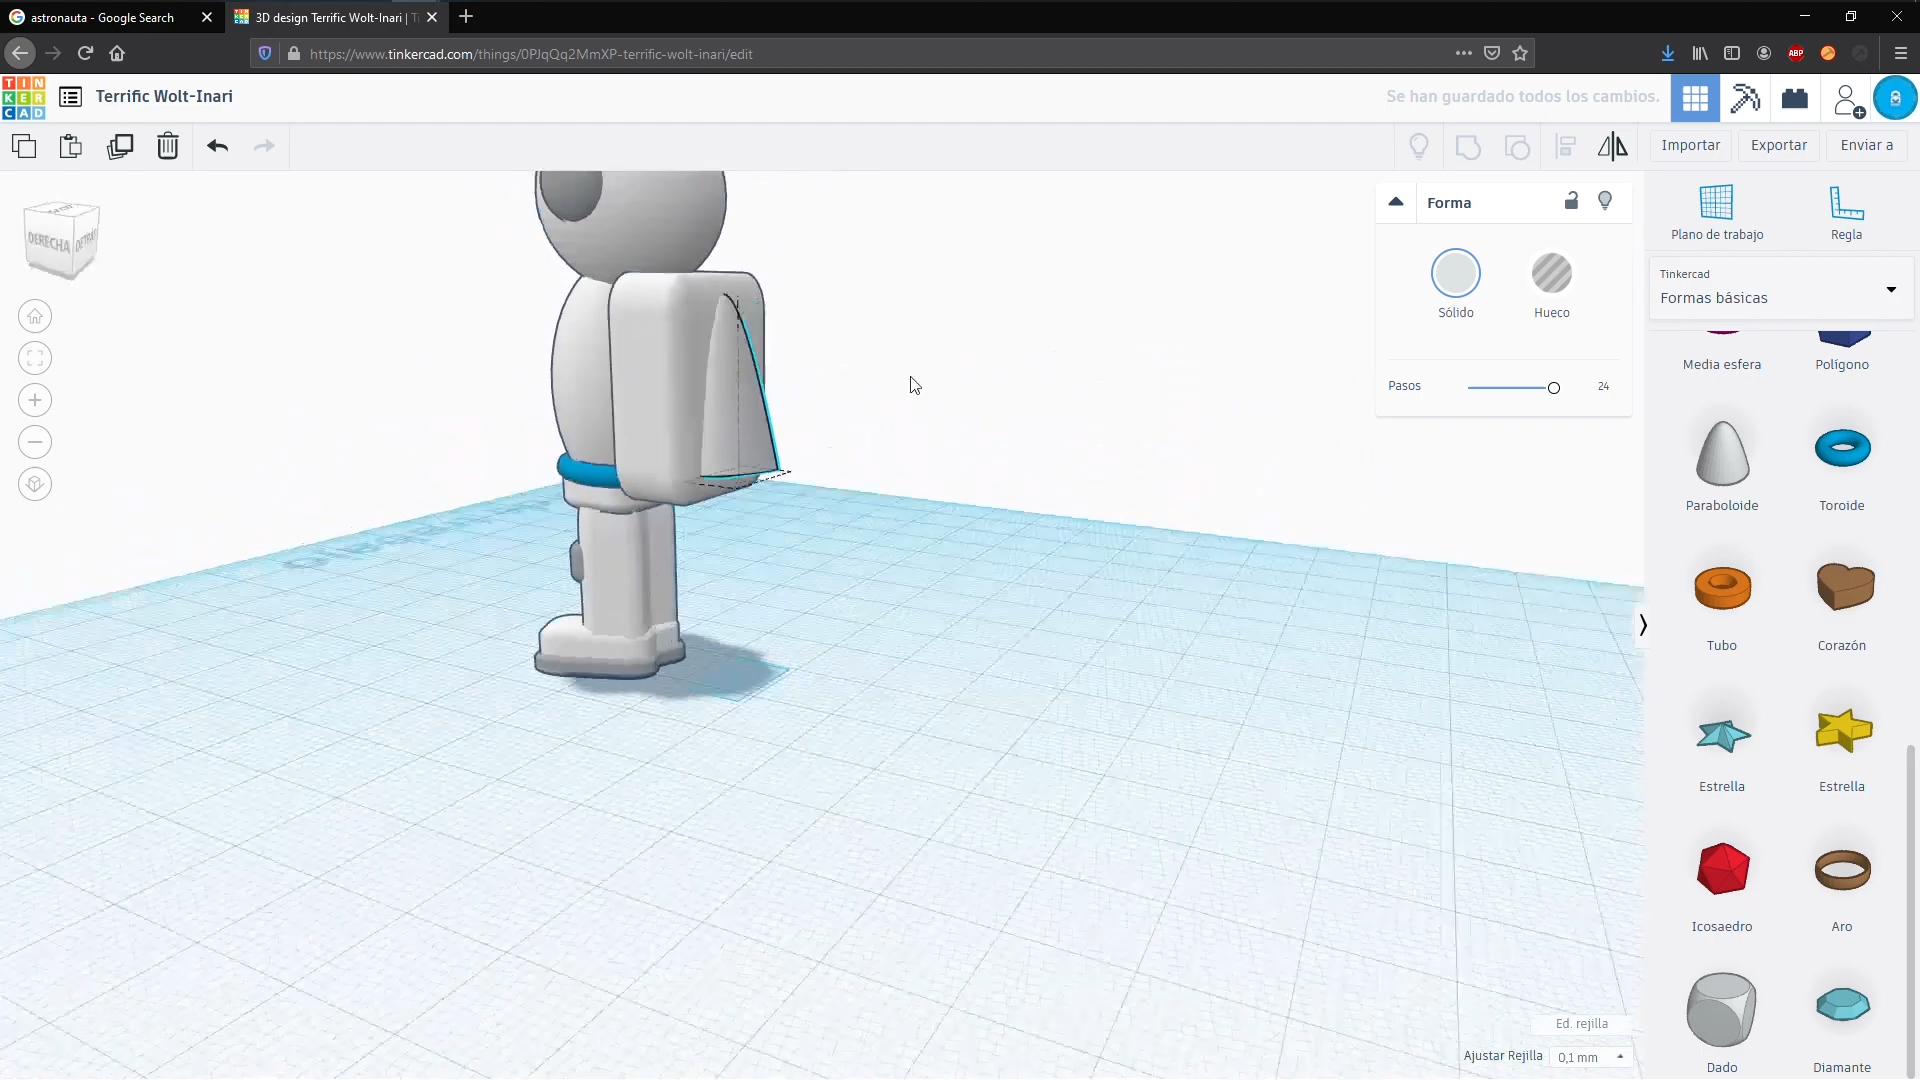 astronauta - Google Search
3D design Terrific Wolt-Inari | Ti
https://www.tinkercad.com/things/0PJqQq2MmXP-terrific-wolt-inari/edit
ABP
TIN
KER
CAD
Terrific Wolt-Inari
Se han guardado todos los cambios.
Importar
Exportar
Enviar a
DERECHA
DETRÁS
Forma
Sólido
Hueco
Pasos
24
Plano de trabajo
Regla
Tinkercad
Formas básicas
Media esfera
Polígono
Paraboloide
Toroide
Tubo
Corazón
Estrella
Estrella
Icosaedro
Aro
Dado
Diamante
Ed. rejilla
Ajustar Rejilla
0,1 mm